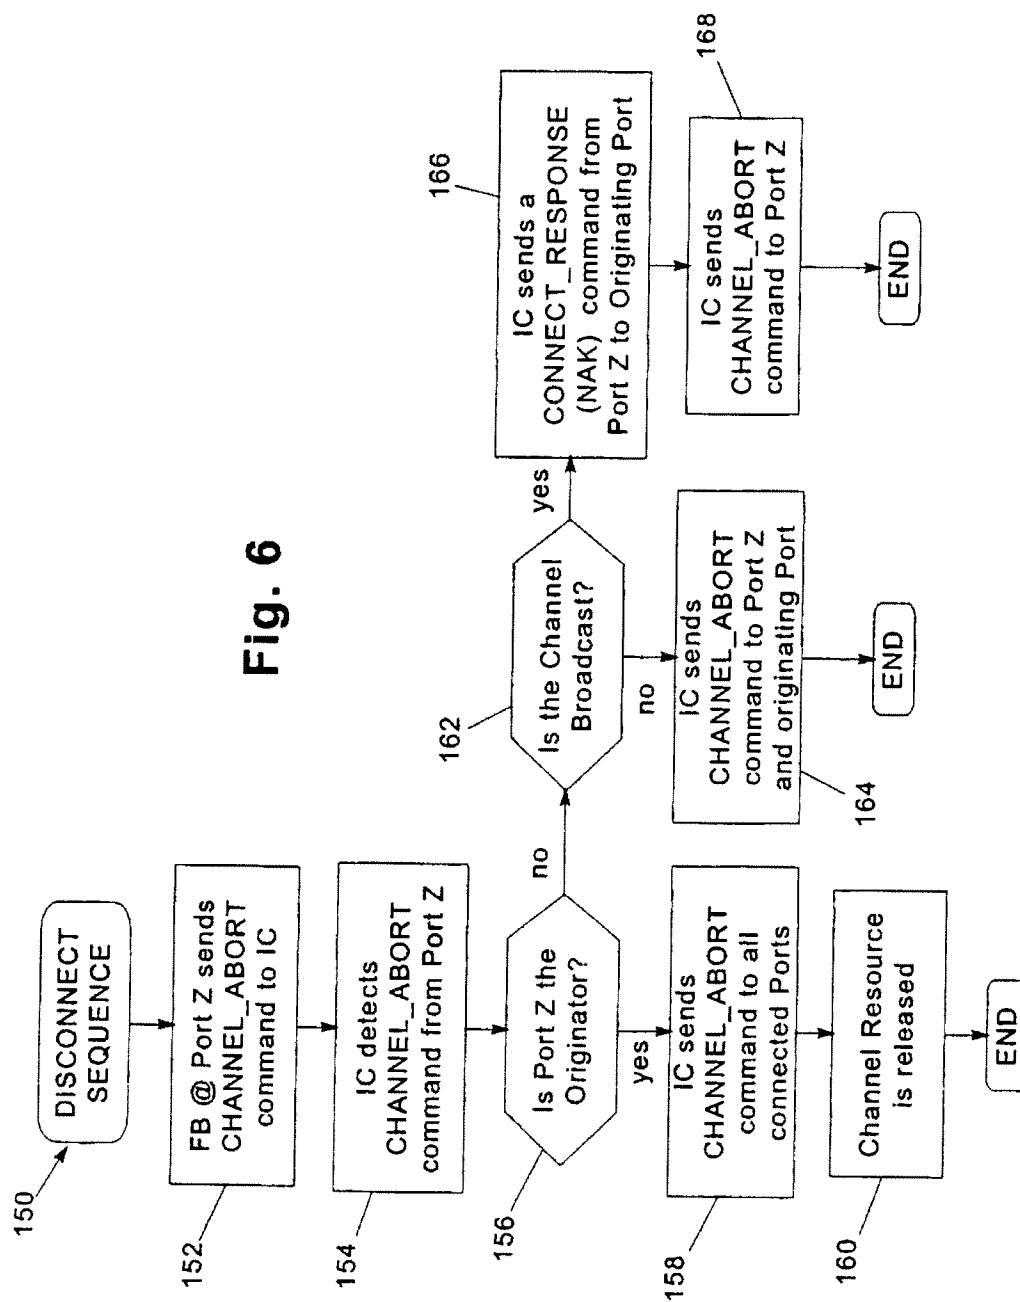 Fig. 6
150
DISCONNECT
SEQUENCE
152
FB @ Port Z sends
CHANNEL_ABORT
command to IC
154
IC detects
CHANNEL_ABORT
command from Port Z
156
Is Port Z the
Originator?
yes
no
158
IC sends
CHANNEL_ABORT
command to all
connected Ports
160
Channel Resource
is released
END
162
Is the Channel
Broadcast?
no
yes
164
IC sends
CHANNEL_ABORT
command to Port Z
and originating Port
END
166
IC sends a
CONNECT_RESPONSE
(NAK) command from
Port Z to Originating Port
168
IC sends
CHANNEL_ABORT
command to Port Z
END